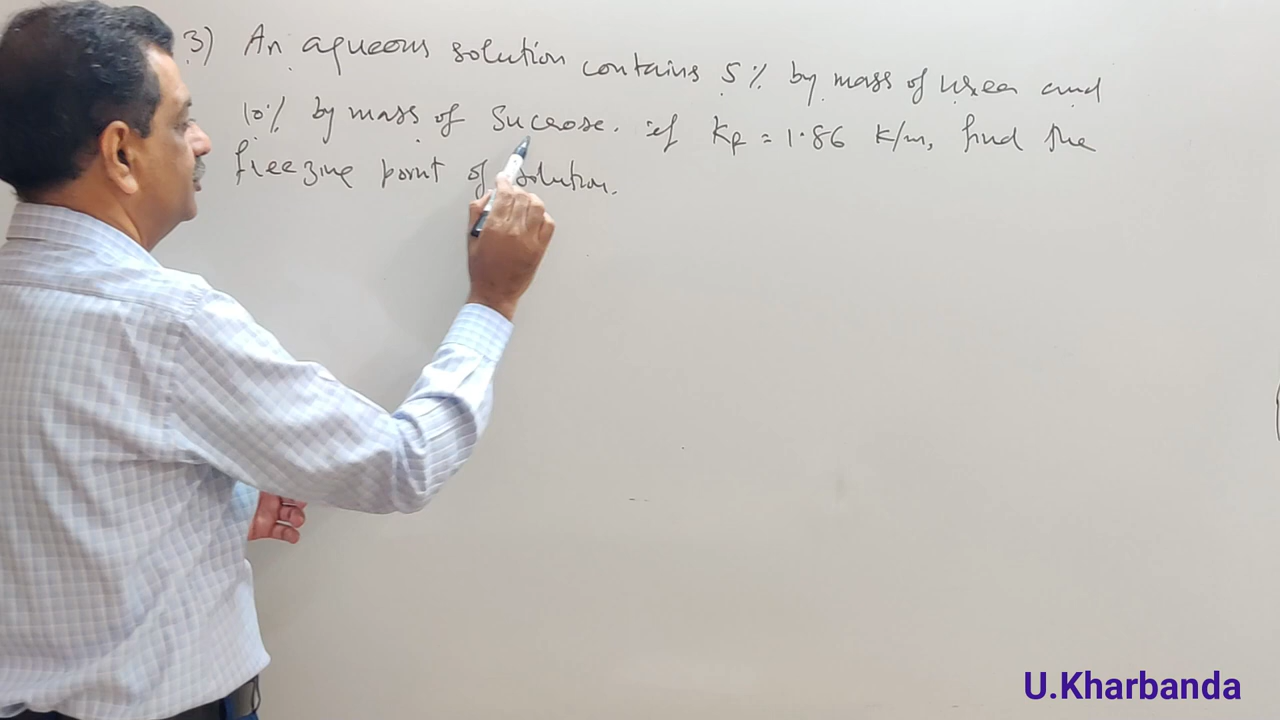 3) An aqueous solution contains 5% by mass of urea and
10% by mass of Sucrose. if Kf = 1.86 K/m, find the
freezing point of solution.
U.Kharbanda